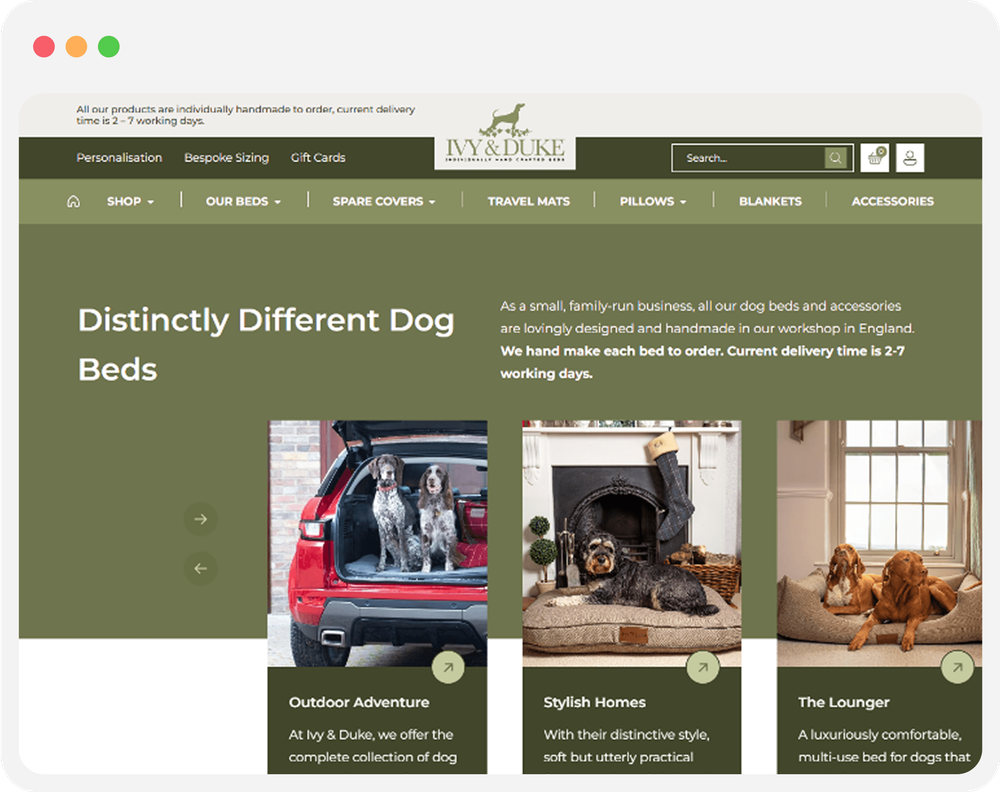 All our products are individually handmade to order, current delivery
time is 2 – 7 working days.
IVY & DUKE
INDIVIDUALLY HAND CRAFTED BEDS
Personalisation Bespoke Sizing Gift Cards
Search...
0
SHOP OUR BEDS SPARE COVERS TRAVEL MATS PILLOWS BLANKETS ACCESSORIES
Distinctly Different Dog
Beds
As a small, family-run business, all our dog beds and accessories
are lovingly designed and handmade in our workshop in England.
We hand make each bed to order. Current delivery time is 2-7
working days.
Outdoor Adventure
At Ivy & Duke, we offer the
complete collection of dog
Stylish Homes
With their distinctive style,
soft but utterly practical
The Lounger
A luxuriously comfortable,
multi-use bed for dogs that